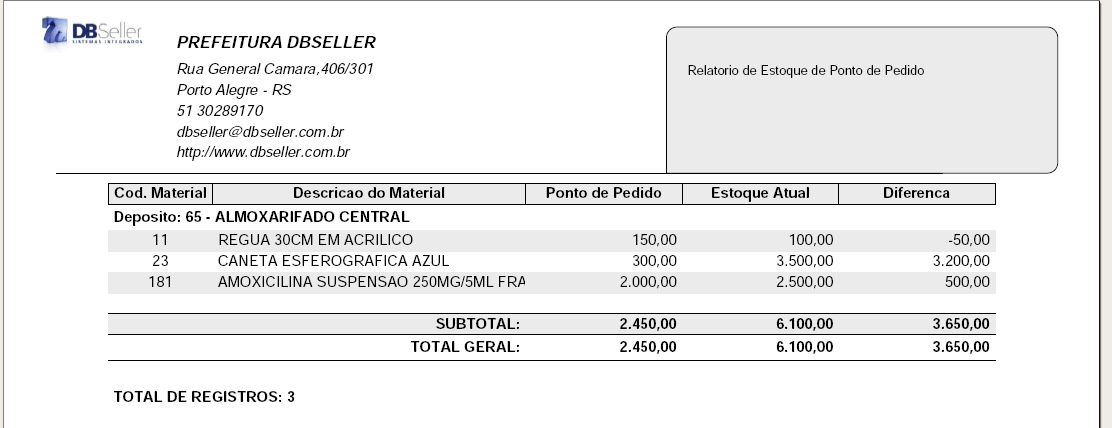 DBSeller
SISTEMAS INTEGRADOS
PREFEITURA DBSELLER
Rua General Camara,406/301
Porto Alegre - RS
51 30289170
dbseller@dbseller.com.br
http://www.dbseller.com.br
Relatorio de Estoque de Ponto de Pedido
Cod. Material Descricao do Material Ponto de Pedido Estoque Atual Diferenca
Deposito: 65 - ALMOXARIFADO CENTRAL
11 REGUA 30CM EM ACRILICO 150,00 100,00 -50,00
23 CANETA ESFEROGRAFICA AZUL 300,00 3.500,00 3.200,00
181 AMOXICILINA SUSPENSAO 250MG/5ML FRA 2.000,00 2.500,00 500,00
SUBTOTAL: 2.450,00 6.100,00 3.650,00
TOTAL GERAL: 2.450,00 6.100,00 3.650,00
TOTAL DE REGISTROS: 3